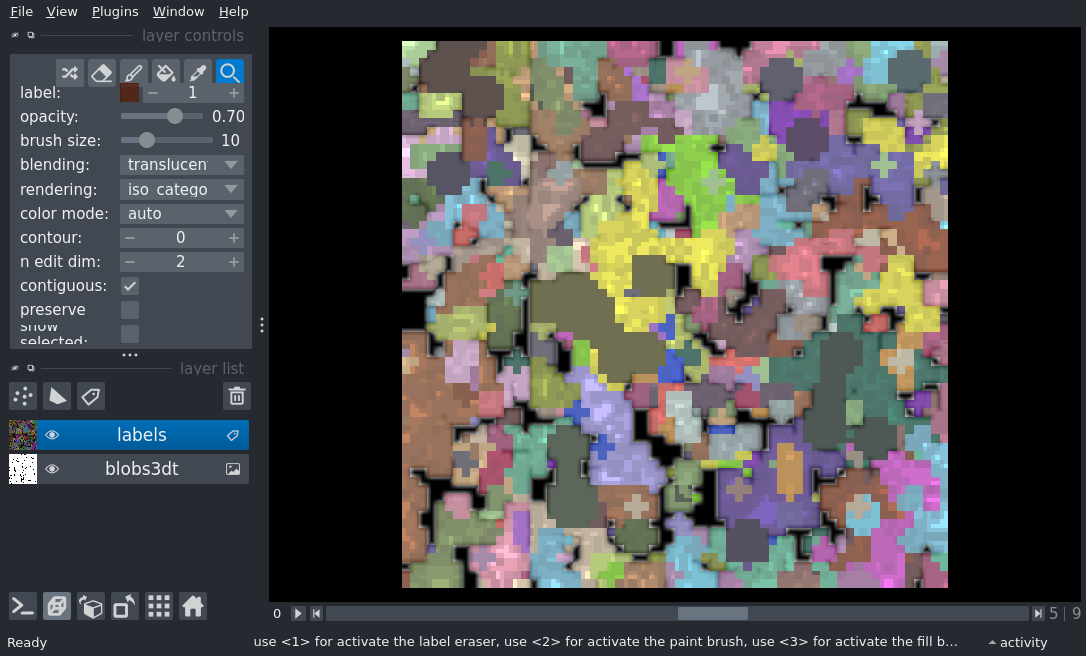 File View Plugins Window Help
layer controls
label: 1
opacity: 0.70
brush size: 10
blending: translucen
rendering: iso_catego
color mode: auto
contour: 0
n edit dim: 2
contiguous:
preserve
show
selected:
layer list
labels
blobs3dt
0 5 | 9
Ready use <1> for activate the label eraser, use <2> for activate the paint brush, use <3> for activate the fill b... activity